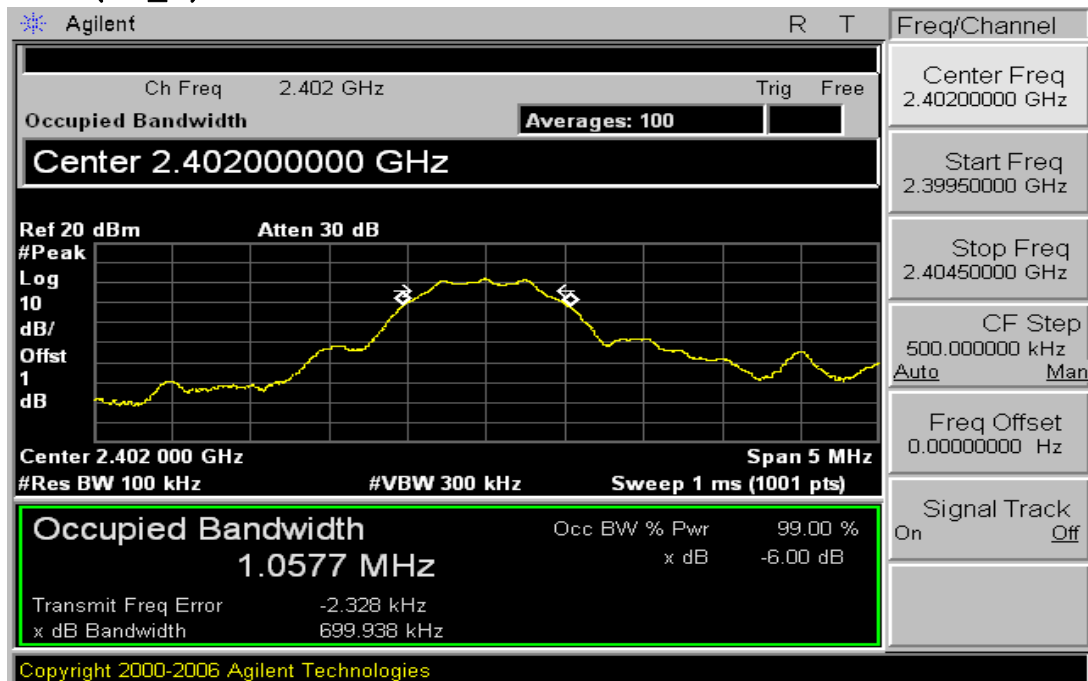 Agilent R T
Ch Freq 2.402 GHz Trig Free
Occupied Bandwidth Averages: 100
Center 2.402000000 GHz
Ref 20 dBm Atten 30 dB
#Peak
Log
10
dB/
Offst
1
dB
Center 2.402 000 GHz Span 5 MHz
#Res BW 100 kHz #VBW 300 kHz Sweep 1 ms (1001 pts)
Occupied Bandwidth Occ BW % Pwr 99.00 %
1.0577 MHz x dB -6.00 dB
Transmit Freq Error -2.328 kHz
x dB Bandwidth 699.938 kHz
Copyright 2000-2006 Agilent Technologies
Freq/Channel
Center Freq
2.40200000 GHz
Start Freq
2.39950000 GHz
Stop Freq
2.40450000 GHz
CF Step
500.000000 kHz
Auto Man
Freq Offset
0.00000000 Hz
Signal Track
On Off